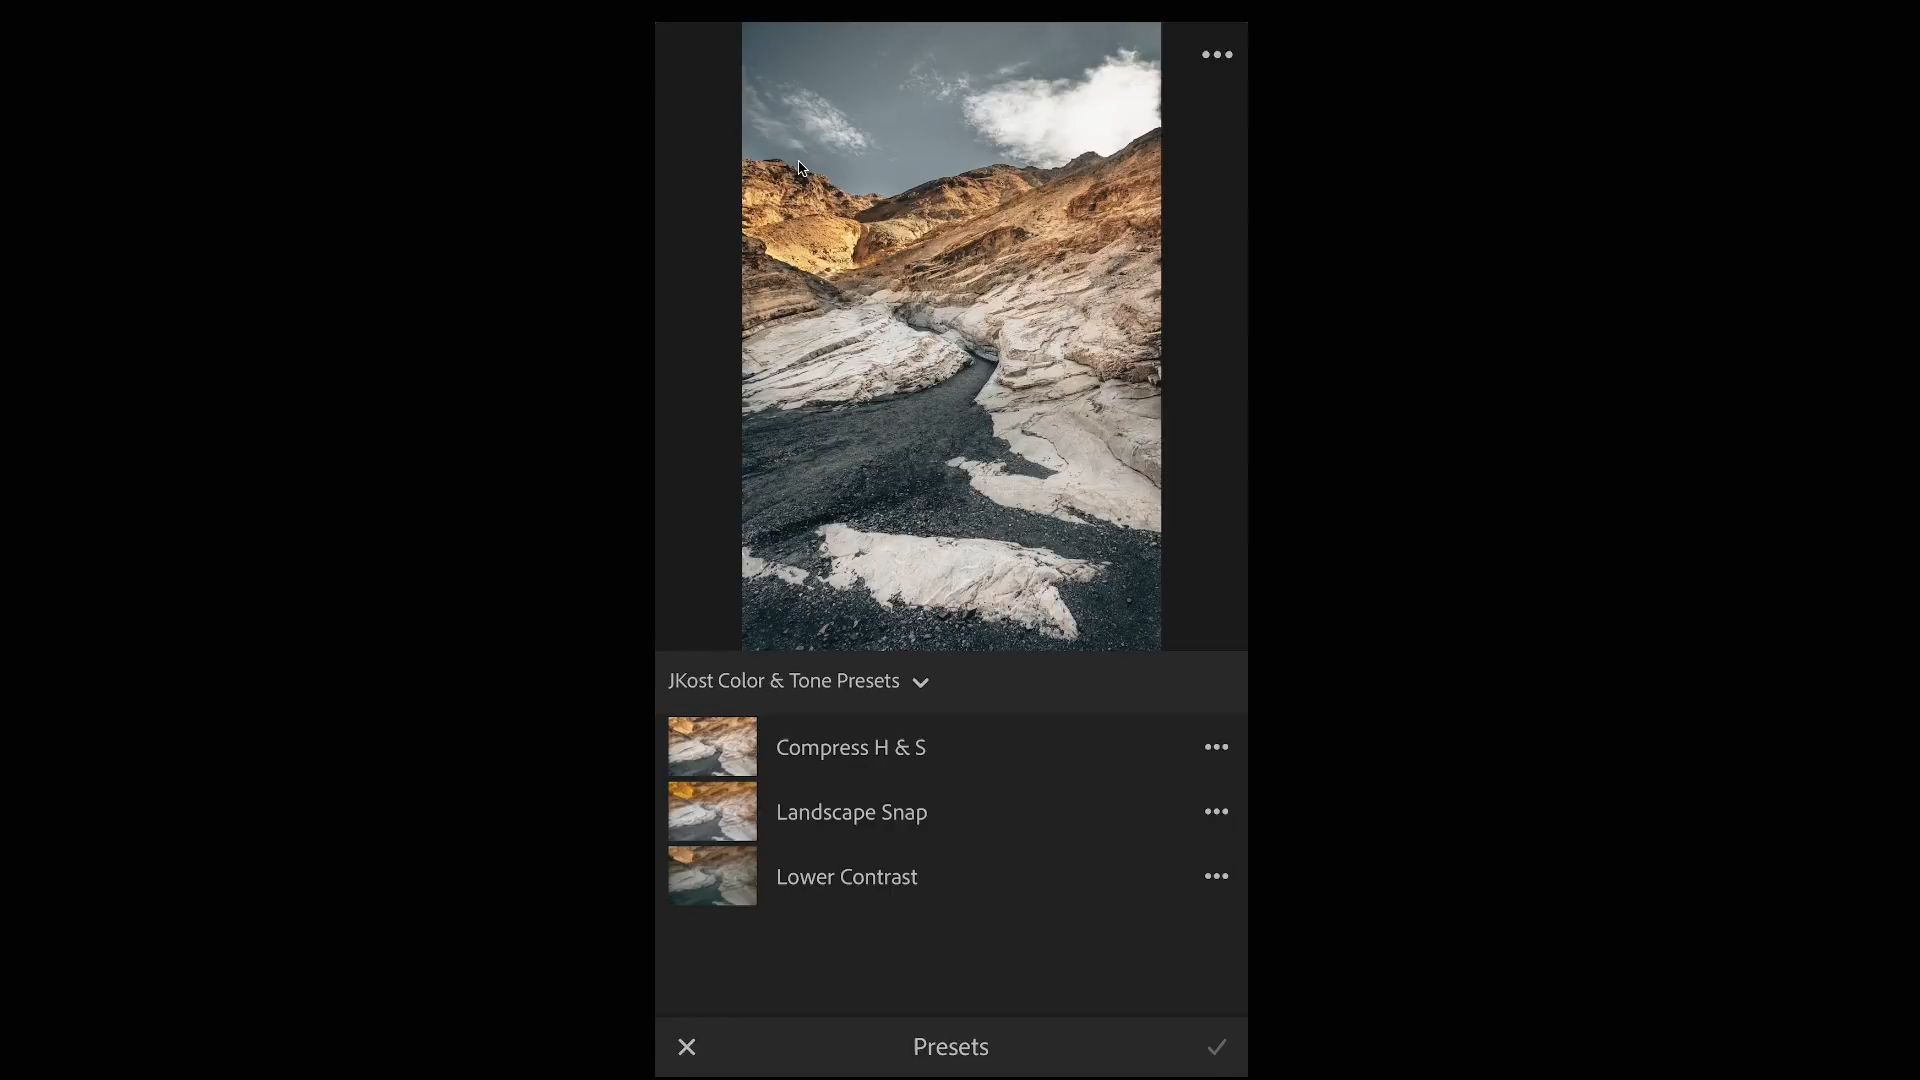 JKost Color & Tone Presets
Compress H & S
Landscape Snap
Lower Contrast
Presets